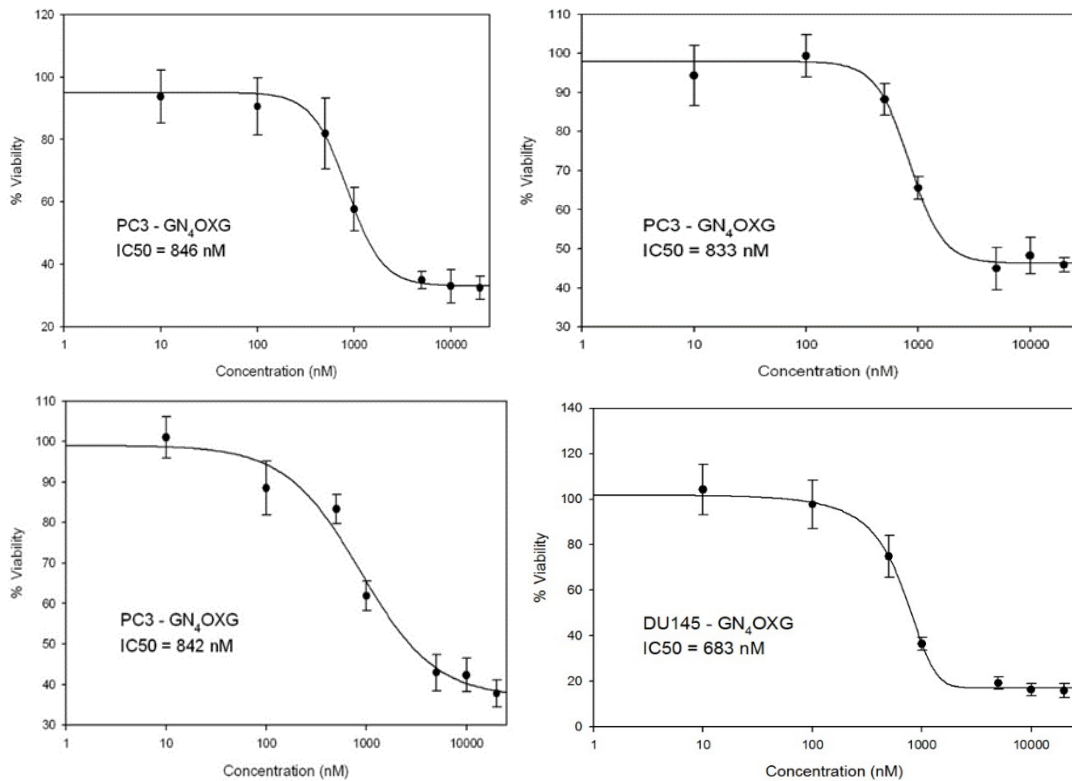 120
100
80
60
40
20
% Viability
PC3 - GN₄OXG
IC50 = 846 nM
1 10 100 1000 10000
Concentration (nM)
110
100
90
80
70
60
50
40
30
% Viability
PC3 - GN₄OXG
IC50 = 833 nM
1 10 100 1000 10000
Concentration (nM)
110
100
90
80
70
60
50
40
30
% Viability
PC3 - GN₄OXG
IC50 = 842 nM
1 10 100 1000 10000
Concentration (nM)
140
120
100
80
60
40
20
0
% Viability
DU145 - GN₄OXG
IC50 = 683 nM
1 10 100 1000 10000
Concentration (nM)